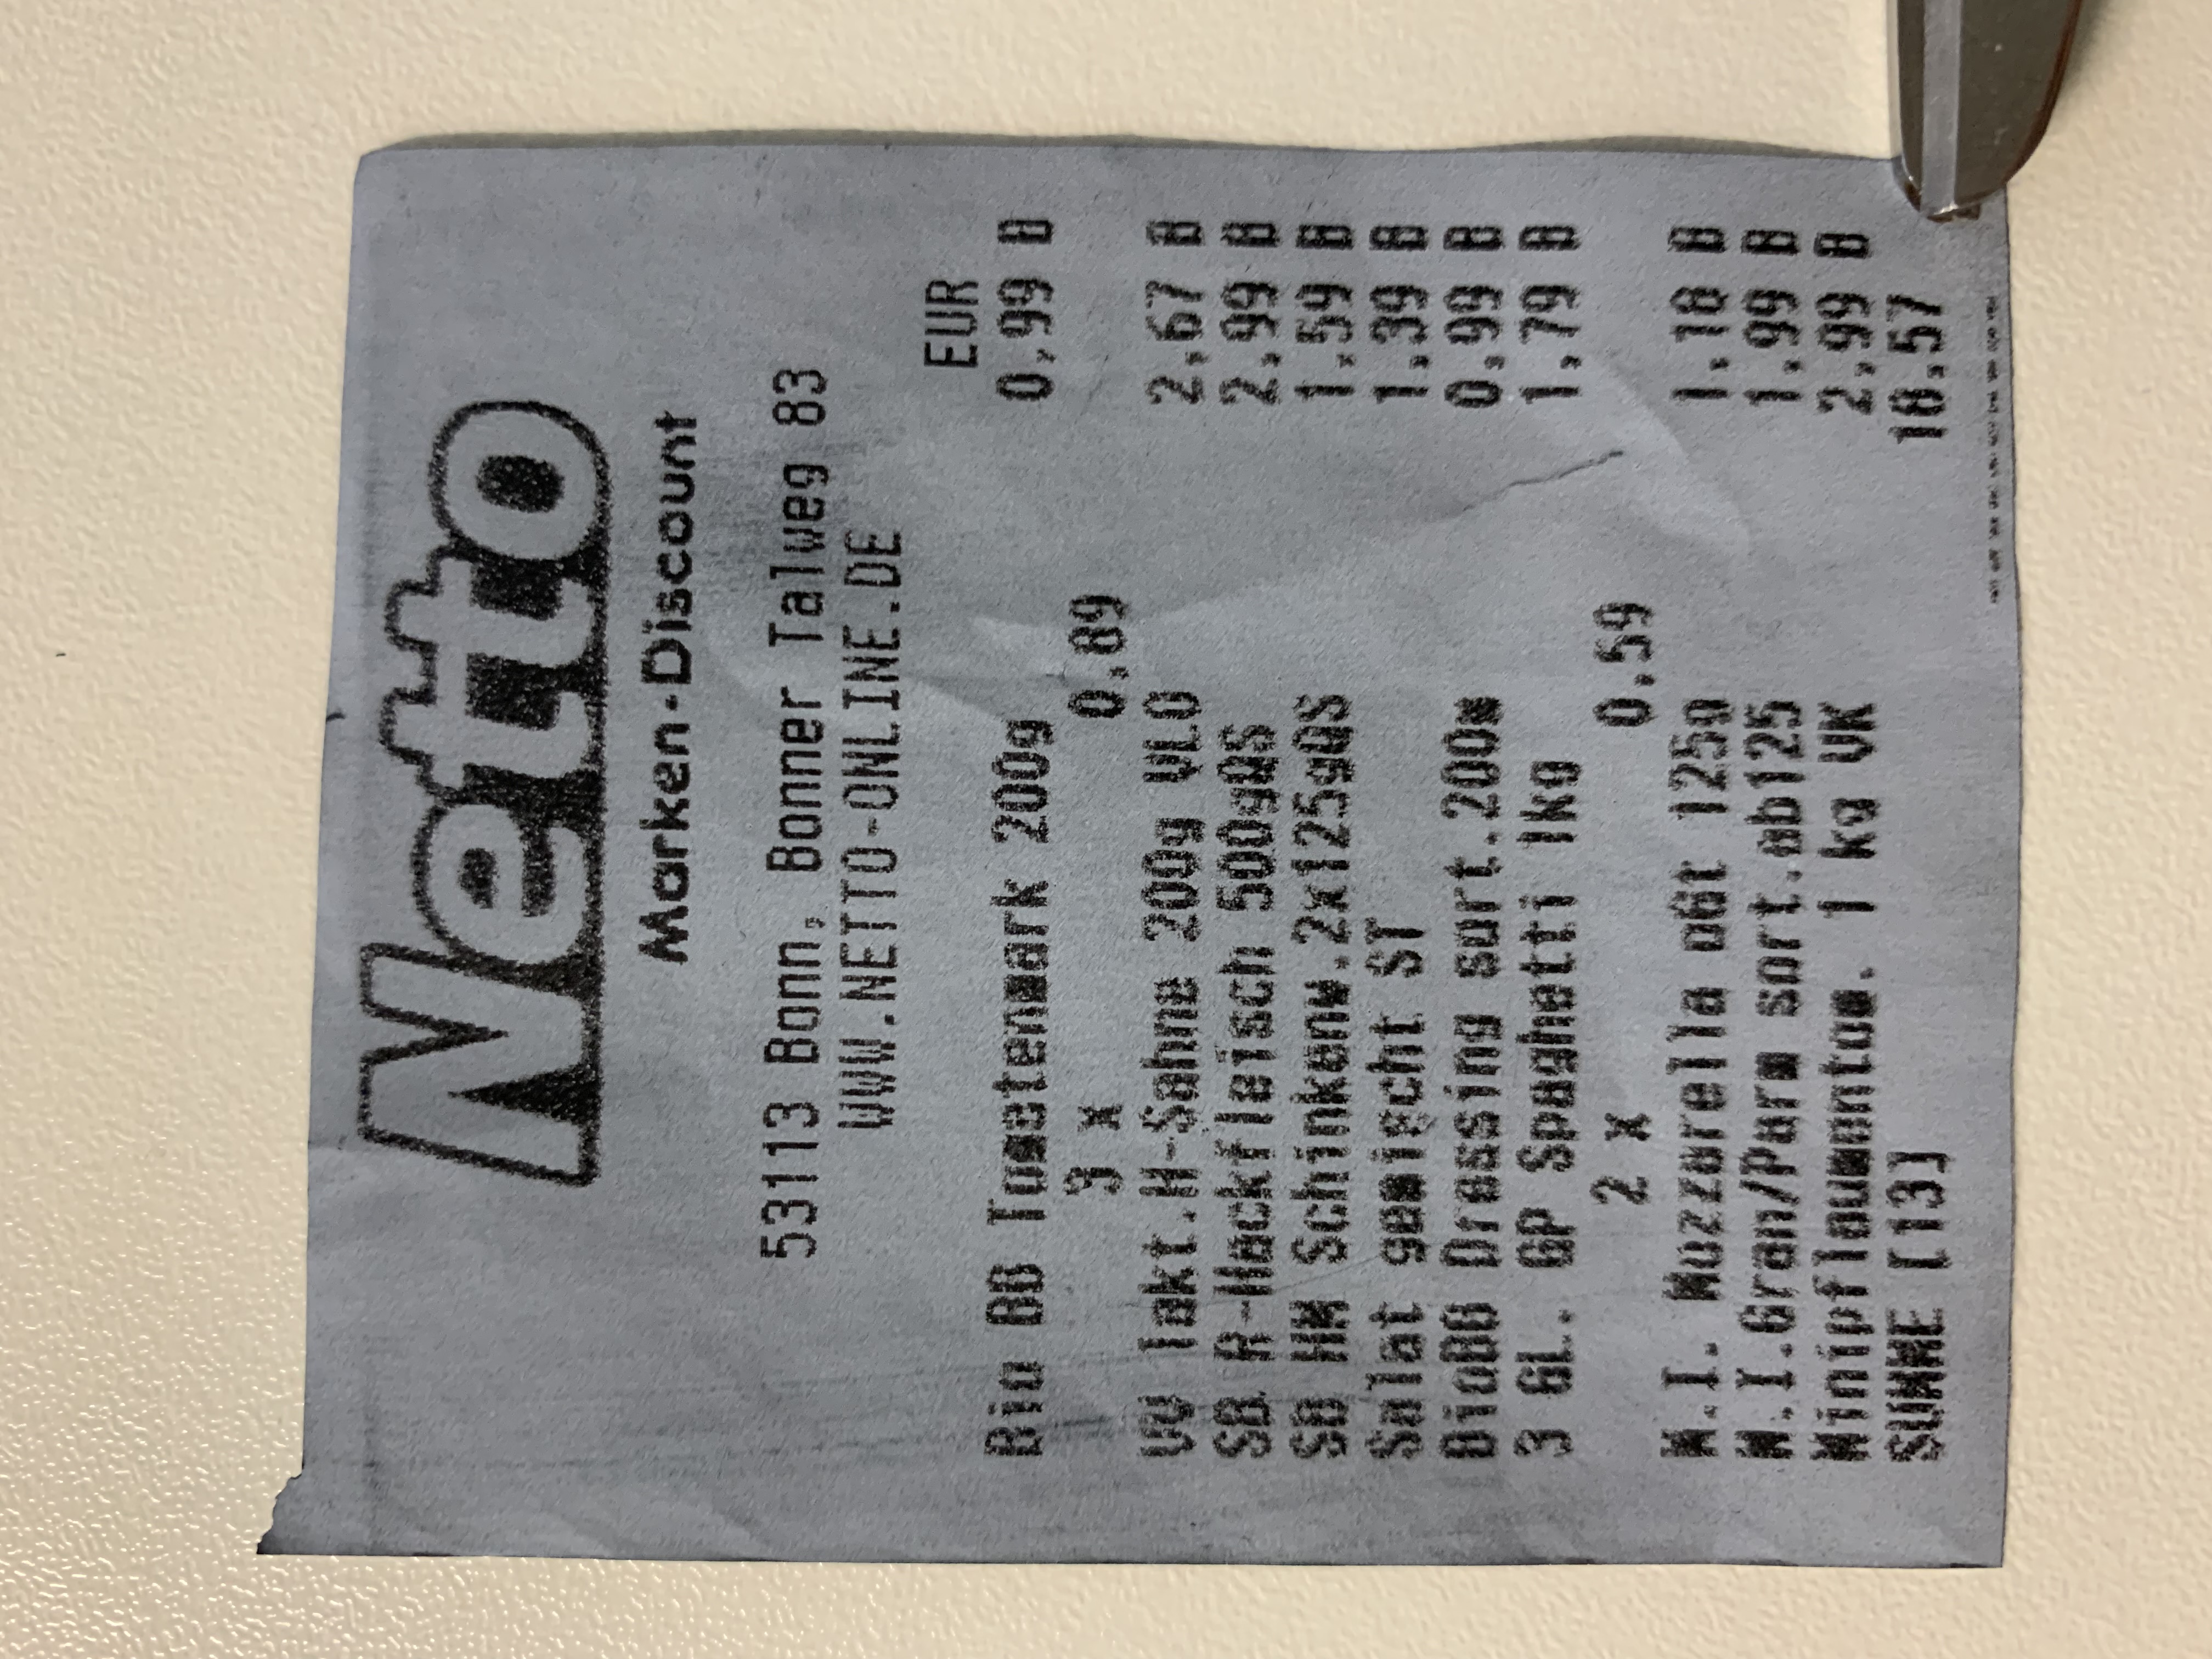 Netto
Marken-Discount
53113 Bonn, Bonner Talweg 83
WWW.NETTO-ONLINE.DE
EUR
Bio BB Tomatenmark 200g 0,99 B
3 x 0,89
VV lakt.H-Sahne 200g VLO 2,67 B
SB R-Hackfleisch 500gQS 2,99 B
SB HM Schinkenw.2x125gQS 1,59 B
Salat gemischt ST 1,39 B
BioBB Dressing sort.200m 0,99 B
3 GL. GP Spaghetti 1kg 1,79 B
2 x 0,59
M.I. Mozzarella oGt 125g 1,18 B
M.I.Gran/Parm sort.ab125 1,99 B
Minipflaumentom. 1 kg VK 2,99 B
SUMME [13] 18,57